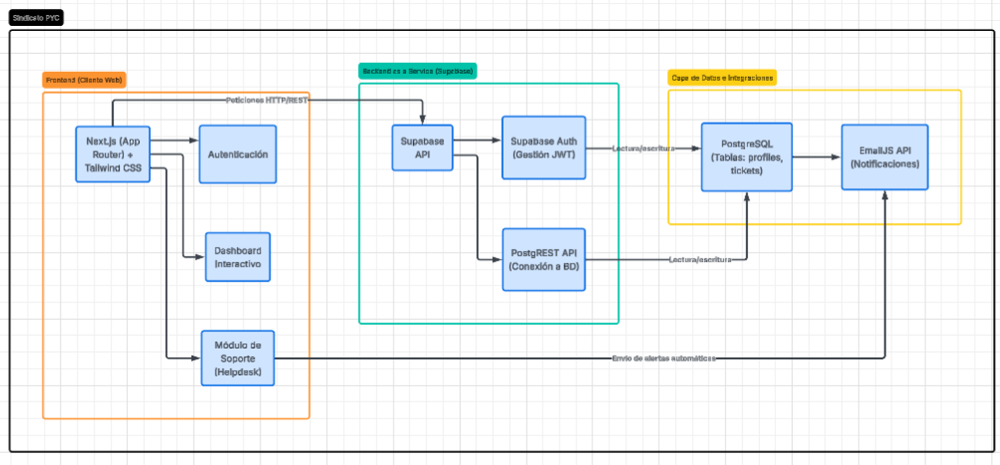 Sindicato PYC
Frontend (Cliente Web)
Backend as a Service (Supabase)
Capa de Datos e Integraciones
Peticiones HTTP/REST
Next.js (App
Router) +
Tailwind CSS
Autenticación
Dashboard
Interactivo
Módulo de
Soporte
(Helpdesk)
Supabase
API
Supabase Auth
(Gestión JWT)
PostgREST API
(Conexión a BD)
Lectura/escritura
Lectura/escritura
PostgreSQL
(Tablas: profiles,
tickets)
EmailJS API
(Notificaciones)
Envío de alertas automáticas